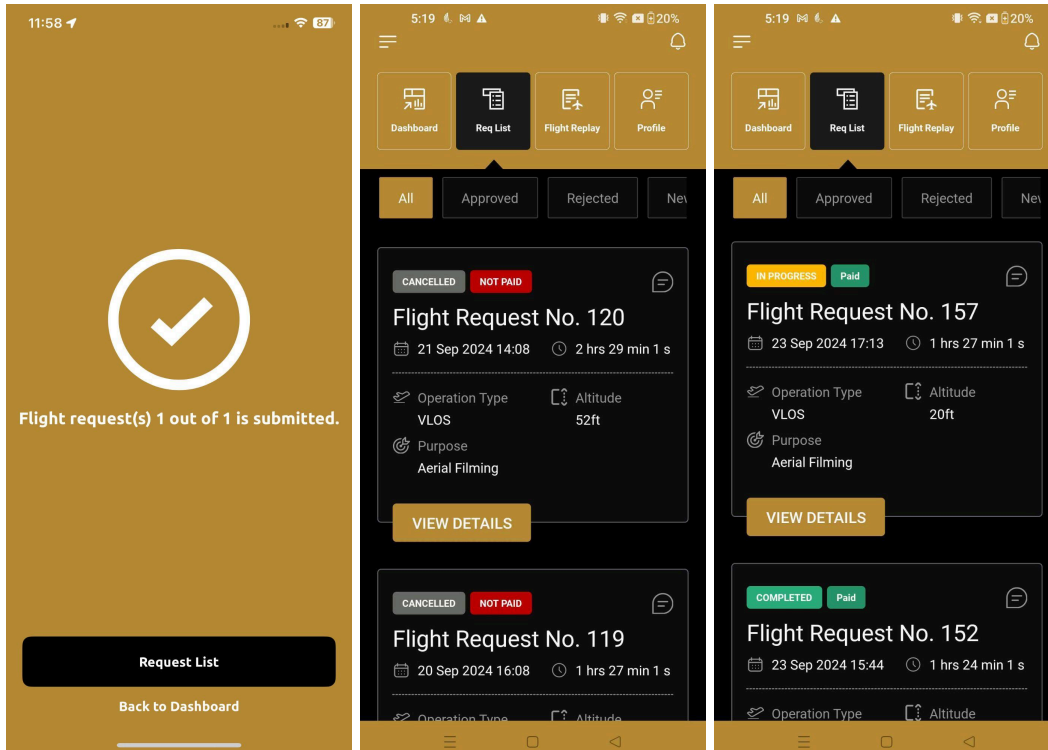 11:58
87
Flight request(s) 1 out of 1 is submitted.
Request List
Back to Dashboard
5:19
20%
Dashboard
Req List
Flight Replay
Profile
All
Approved
Rejected
New
CANCELLED
NOT PAID
Flight Request No. 120
21 Sep 2024 14:08
2 hrs 29 min 1 s
Operation Type
Altitude
VLOS
52ft
Purpose
Aerial Filming
VIEW DETAILS
CANCELLED
NOT PAID
Flight Request No. 119
20 Sep 2024 16:08
1 hrs 27 min 1 s
Operation Type
Altitude
5:19
20%
Dashboard
Req List
Flight Replay
Profile
All
Approved
Rejected
New
IN PROGRESS
Paid
Flight Request No. 157
23 Sep 2024 17:13
1 hrs 27 min 1 s
Operation Type
Altitude
VLOS
20ft
Purpose
Aerial Filming
VIEW DETAILS
COMPLETED
Paid
Flight Request No. 152
23 Sep 2024 15:44
1 hrs 24 min 1 s
Operation Type
Altitude